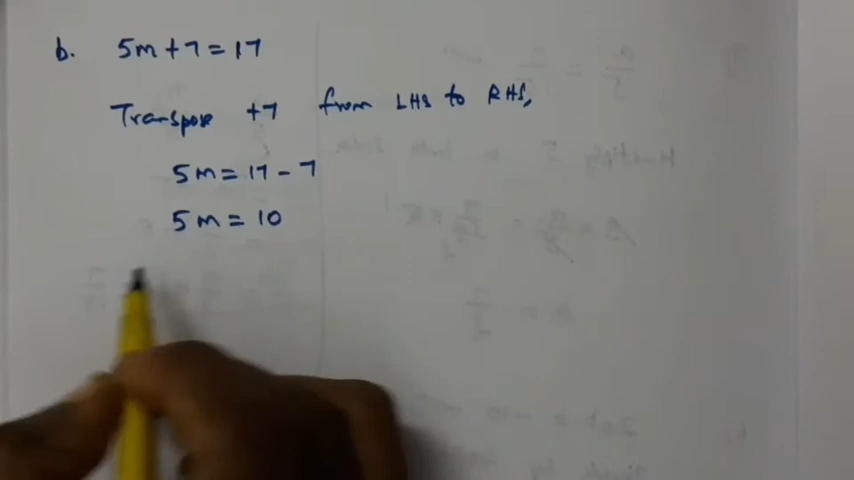 b. 5m+7=17
Transpose +7 from LHS to RHS,
5m=17-7
5m=10